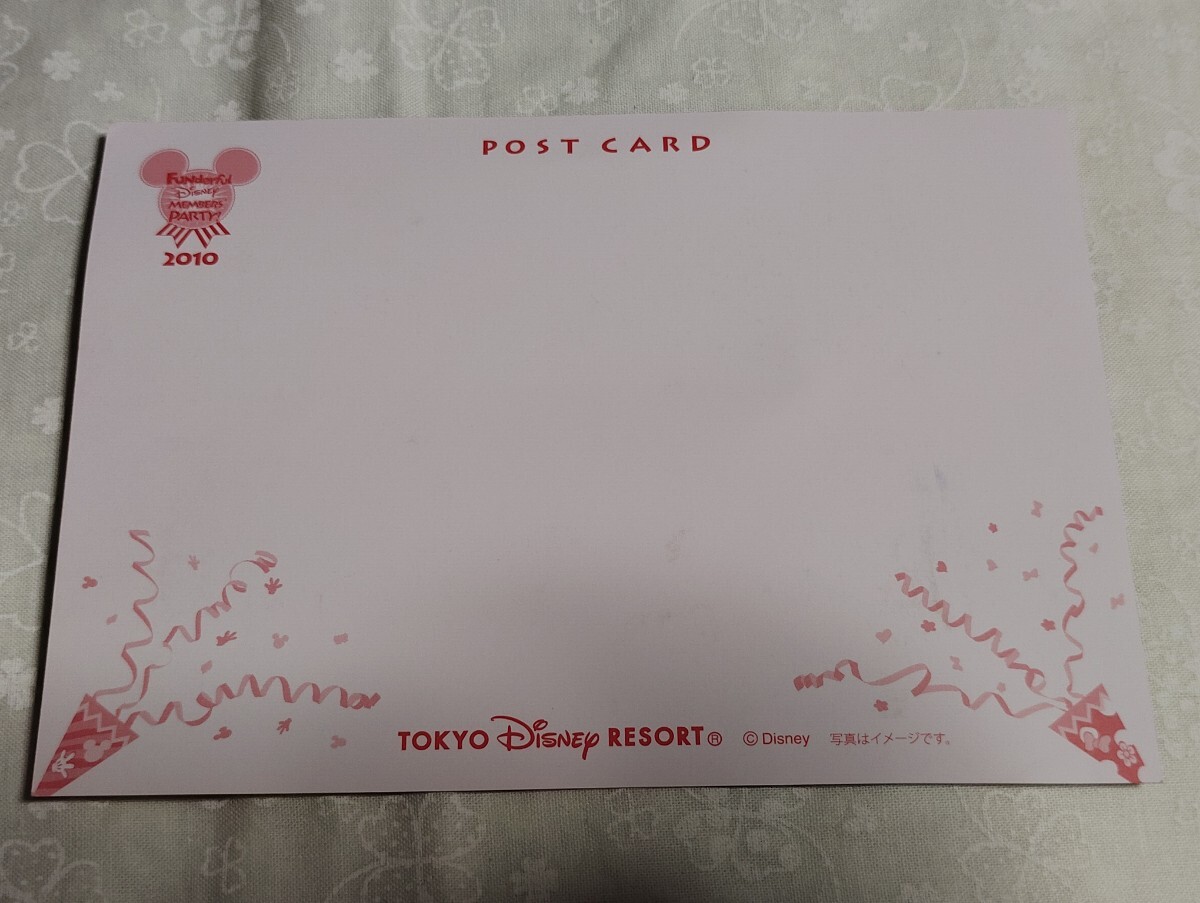 POST CARD
FUNderful
Disney
MEMBERS
PARTY!
2010
TOKYO Disney RESORT® © Disney 写真はイメージです。